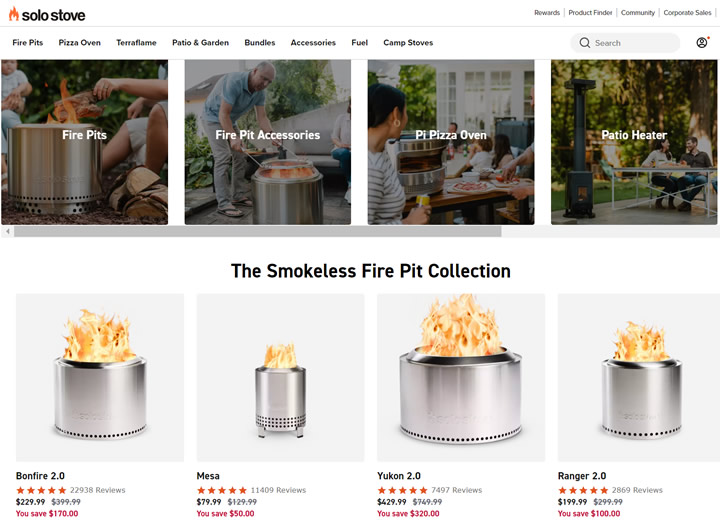 solo stove
Rewards | Product Finder | Community | Corporate Sales |
Fire Pits Pizza Oven Terraflame Patio & Garden Bundles Accessories Fuel Camp Stoves Search
Fire Pits Fire Pit Accessories Pi Pizza Oven Patio Heater
The Smokeless Fire Pit Collection
Bonfire 2.0 Mesa Yukon 2.0 Ranger 2.0
22938 Reviews 11409 Reviews 7497 Reviews 2869 Reviews
$229.99 $399.99 $79.99 $129.99 $429.99 $749.99 $199.99 $299.99
You save $170.00 You save $50.00 You save $320.00 You save $100.00